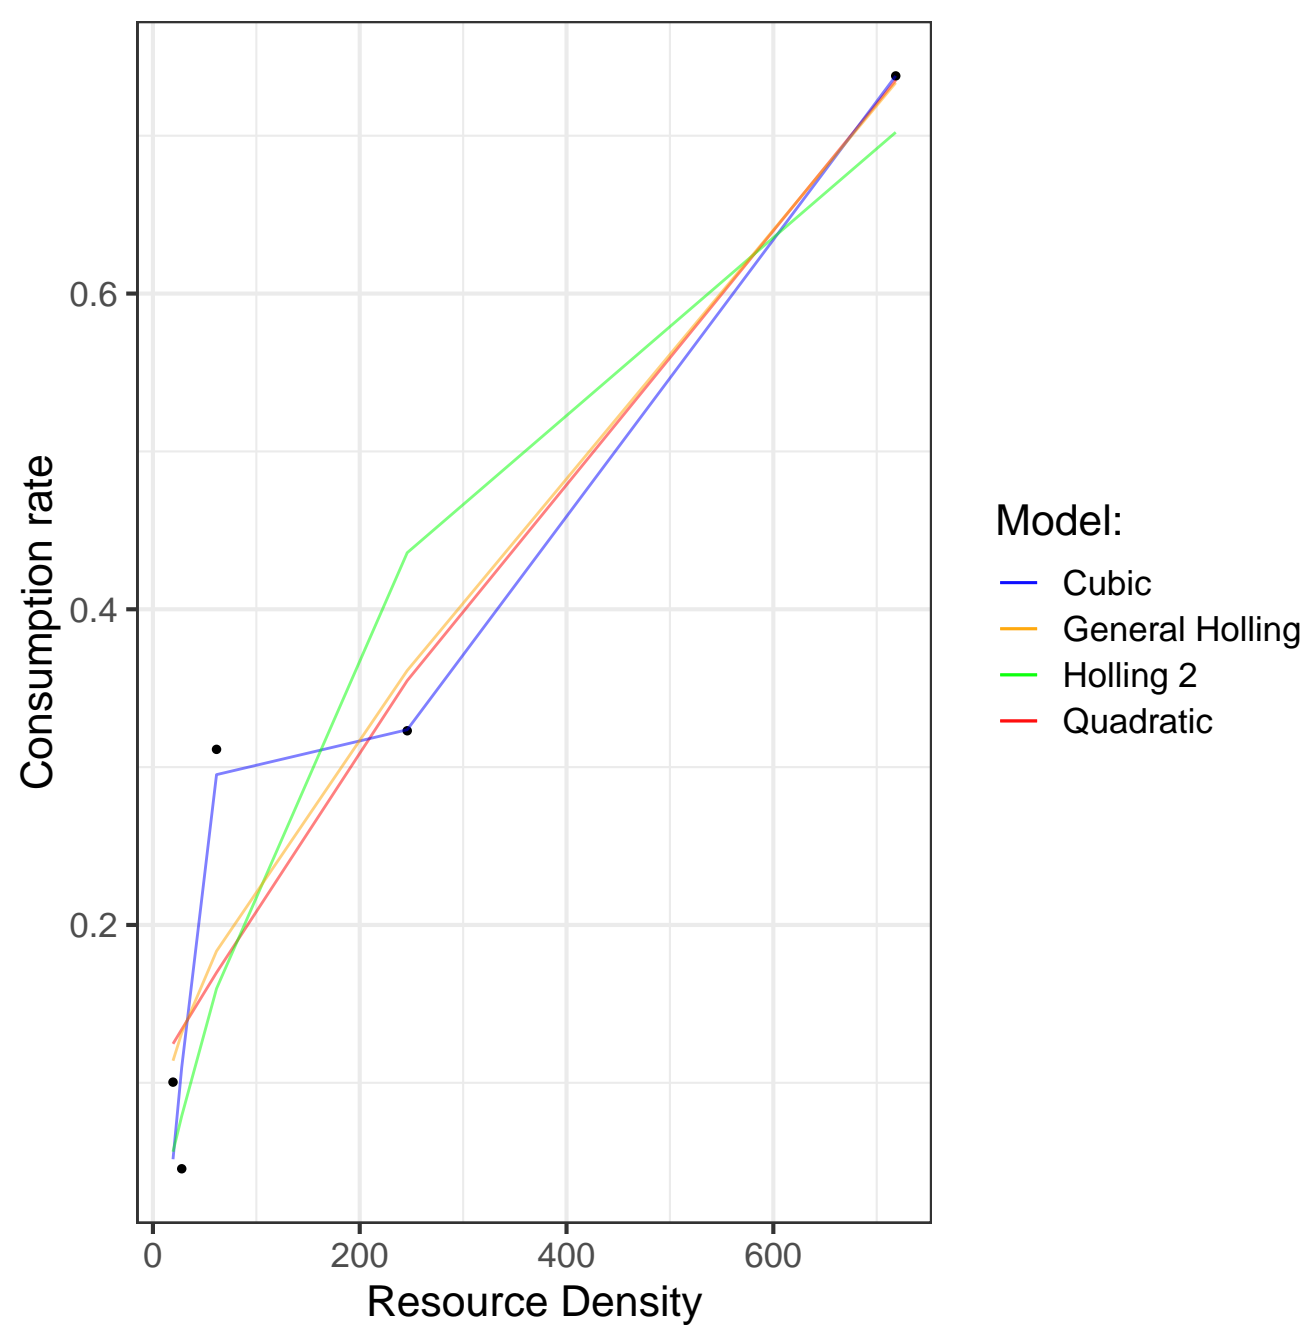 0.6
0.4
0.2
Consumption rate
0
200
400
600
Resource Density
Model:
Cubic
General Holling
Holling 2
Quadratic